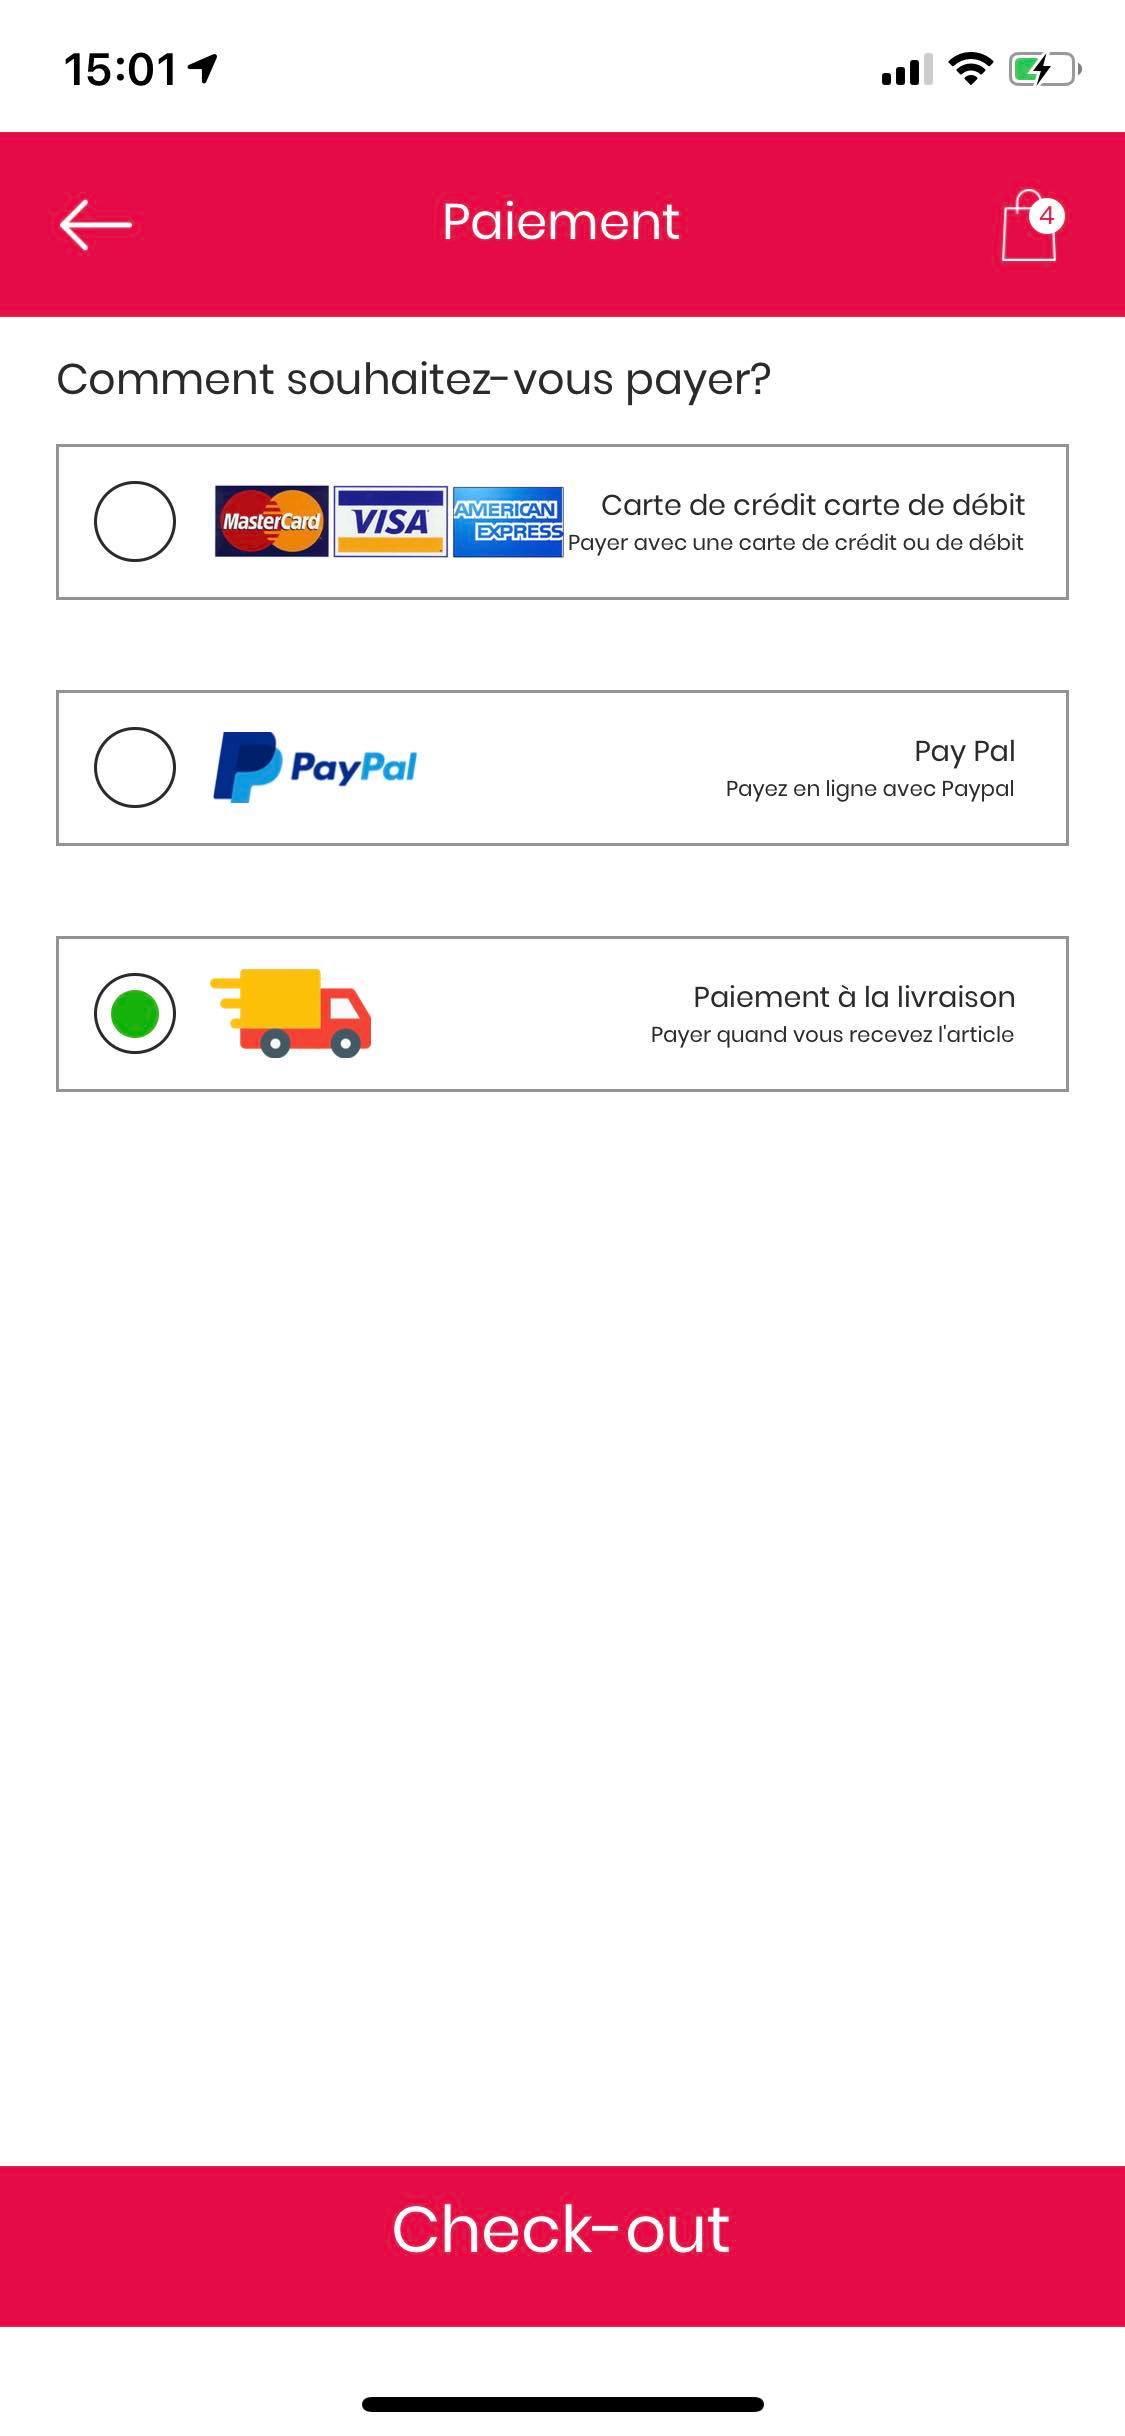 15:01
Paiement
4
Comment souhaitez-vous payer?
MasterCard
VISA
AMERICAN
EXPRESS
Carte de crédit carte de débit
Payer avec une carte de crédit ou de débit
PayPal
Pay Pal
Payez en ligne avec Paypal
Paiement à la livraison
Payer quand vous recevez l'article
Check-out